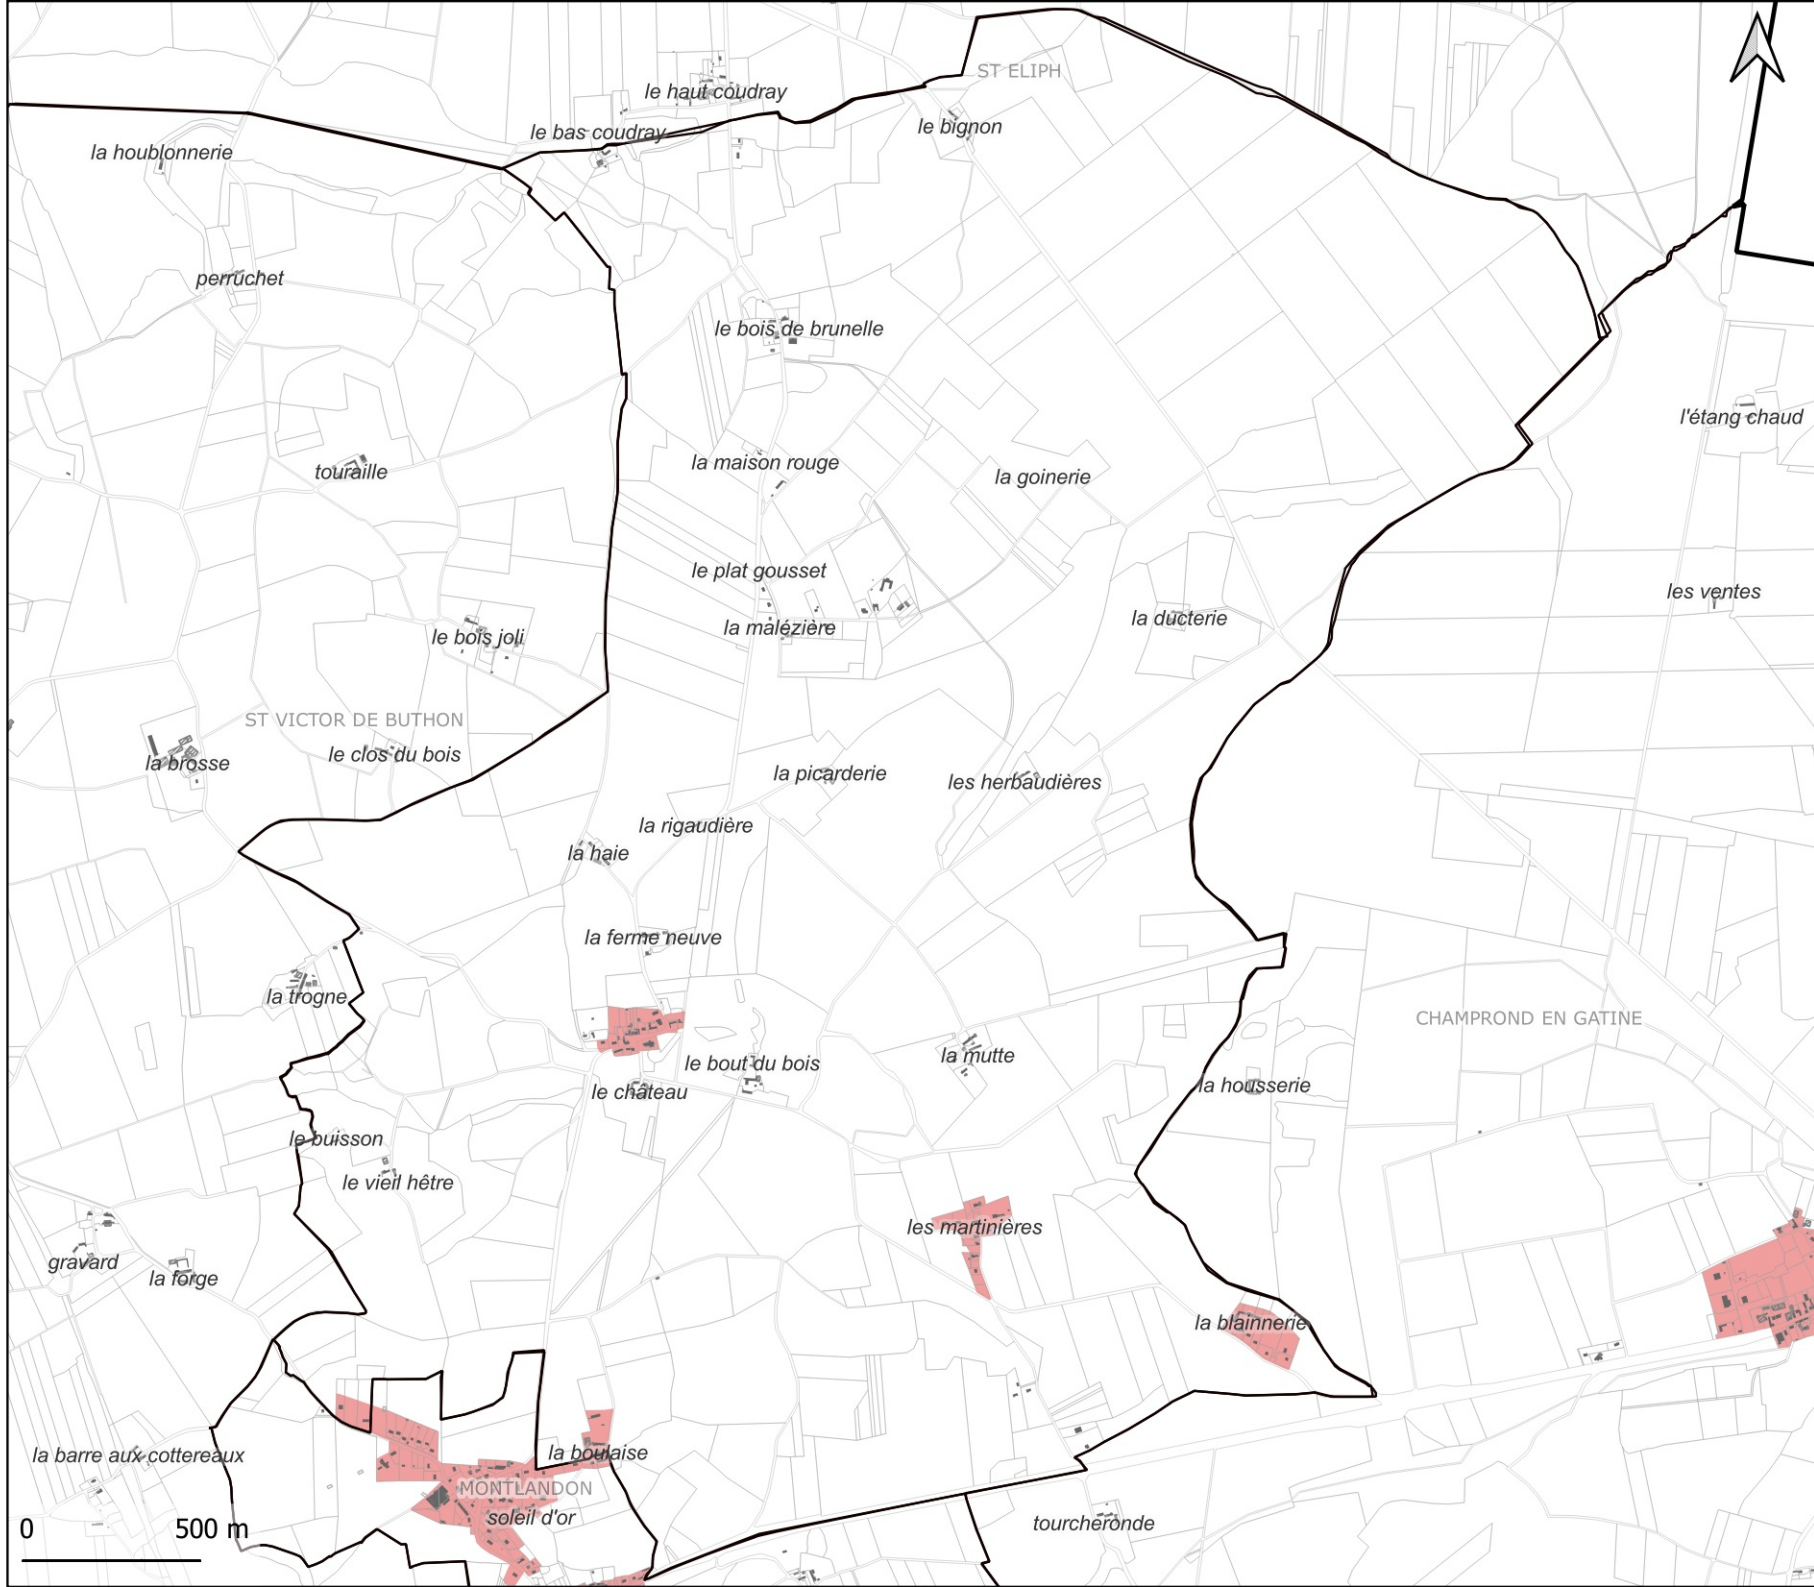 ST ELIPH
le haut coudray
le bas coudray
le bignon
la houblonnerie
perruchet
le bois de brunelle
l'étang chaud
touraille
la maison rouge
la goinerie
le plat gousset
les ventes
la malézière
la ducterie
le bois joli
ST VICTOR DE BUTHON
le clos du bois
la brosse
la picarderie
les herbaudières
la rigaudière
la haie
la ferme neuve
la trogne
CHAMPROND EN GATINE
la mutte
le bout du bois
le château
la housserie
le buisson
le vieil hêtre
les martinières
gravard
la forge
la blainnerie
la barre aux cottereaux
la boulaise
MONTLANDON
soleil d'or
tourcheronde
0 500 m